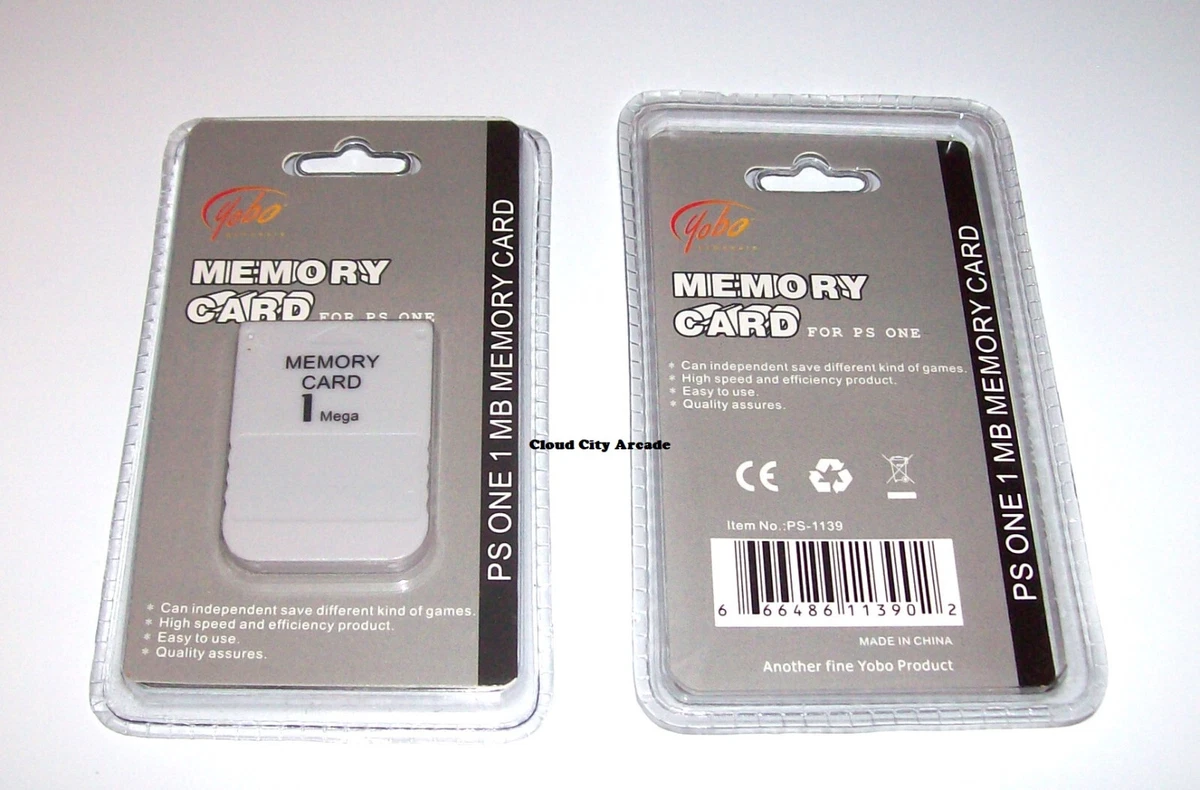 Yobo
MEMORY
CARD FOR PS ONE
MEMORY
CARD
1 Mega
* Can independent save different kind of games.
* High speed and efficiency product.
* Easy to use.
* Quality assures.
PS ONE 1 MB MEMORY CARD
Cloud City Arcade
Yobo
MEMORY
CARD FOR PS ONE
* Can independent save different kind of games.
* High speed and efficiency product.
* Easy to use.
* Quality assures.
CE
Item No.:PS-1139
6 66486 11390 2
MADE IN CHINA
Another fine Yobo Product
PS ONE 1 MB MEMORY CARD